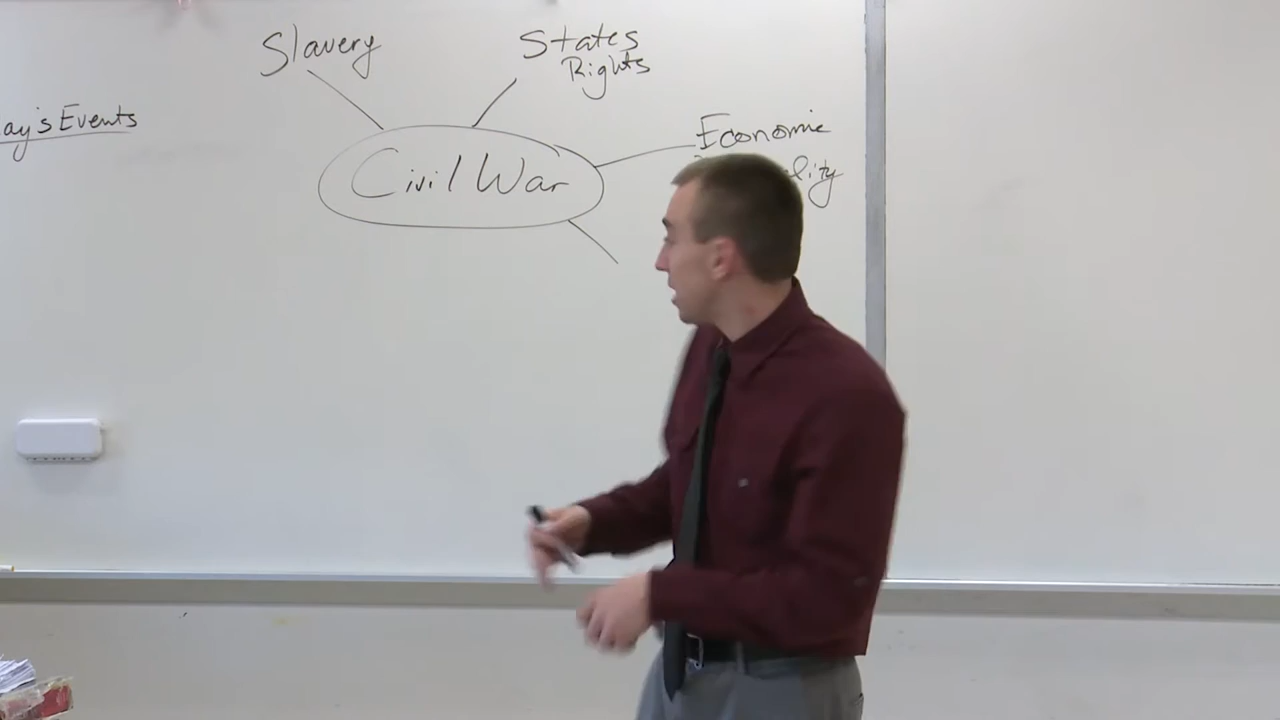 Slavery
States
Rights
ay's Events
Economic
Civil War